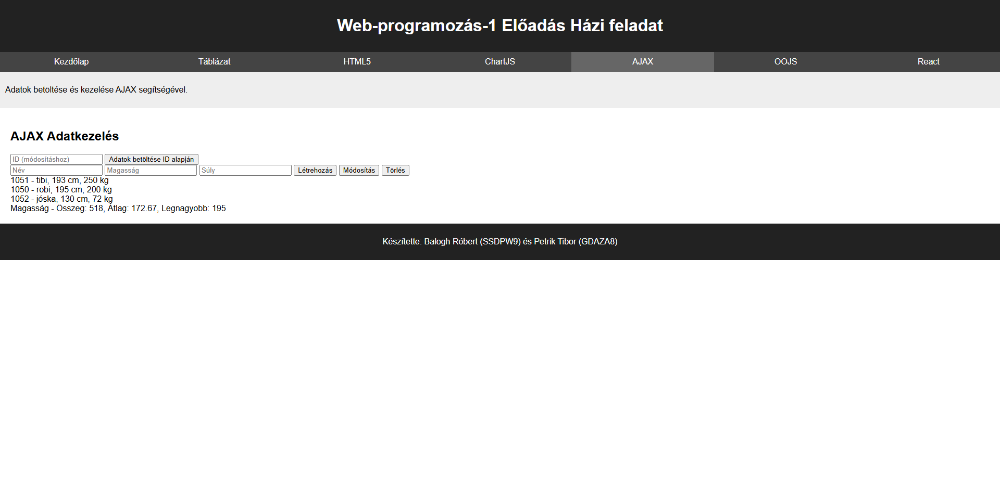 Web-programozás-1 Előadás Házi feladat
Kezdőlap Táblázat HTML5 ChartJS AJAX OOJS React
Adatok betöltése és kezelése AJAX segítségével.
AJAX Adatkezelés
ID (módosításhoz) Adatok betöltése ID alapján
Név Magasság Súly Létrehozás Módosítás Törlés
1051 - tibi, 193 cm, 250 kg
1050 - robi, 195 cm, 200 kg
1052 - jóska, 130 cm, 72 kg
Magasság - Összeg: 518, Átlag: 172.67, Legnagyobb: 195
Készítette: Balogh Róbert (SSDPW9) és Petrik Tibor (GDAZA8)